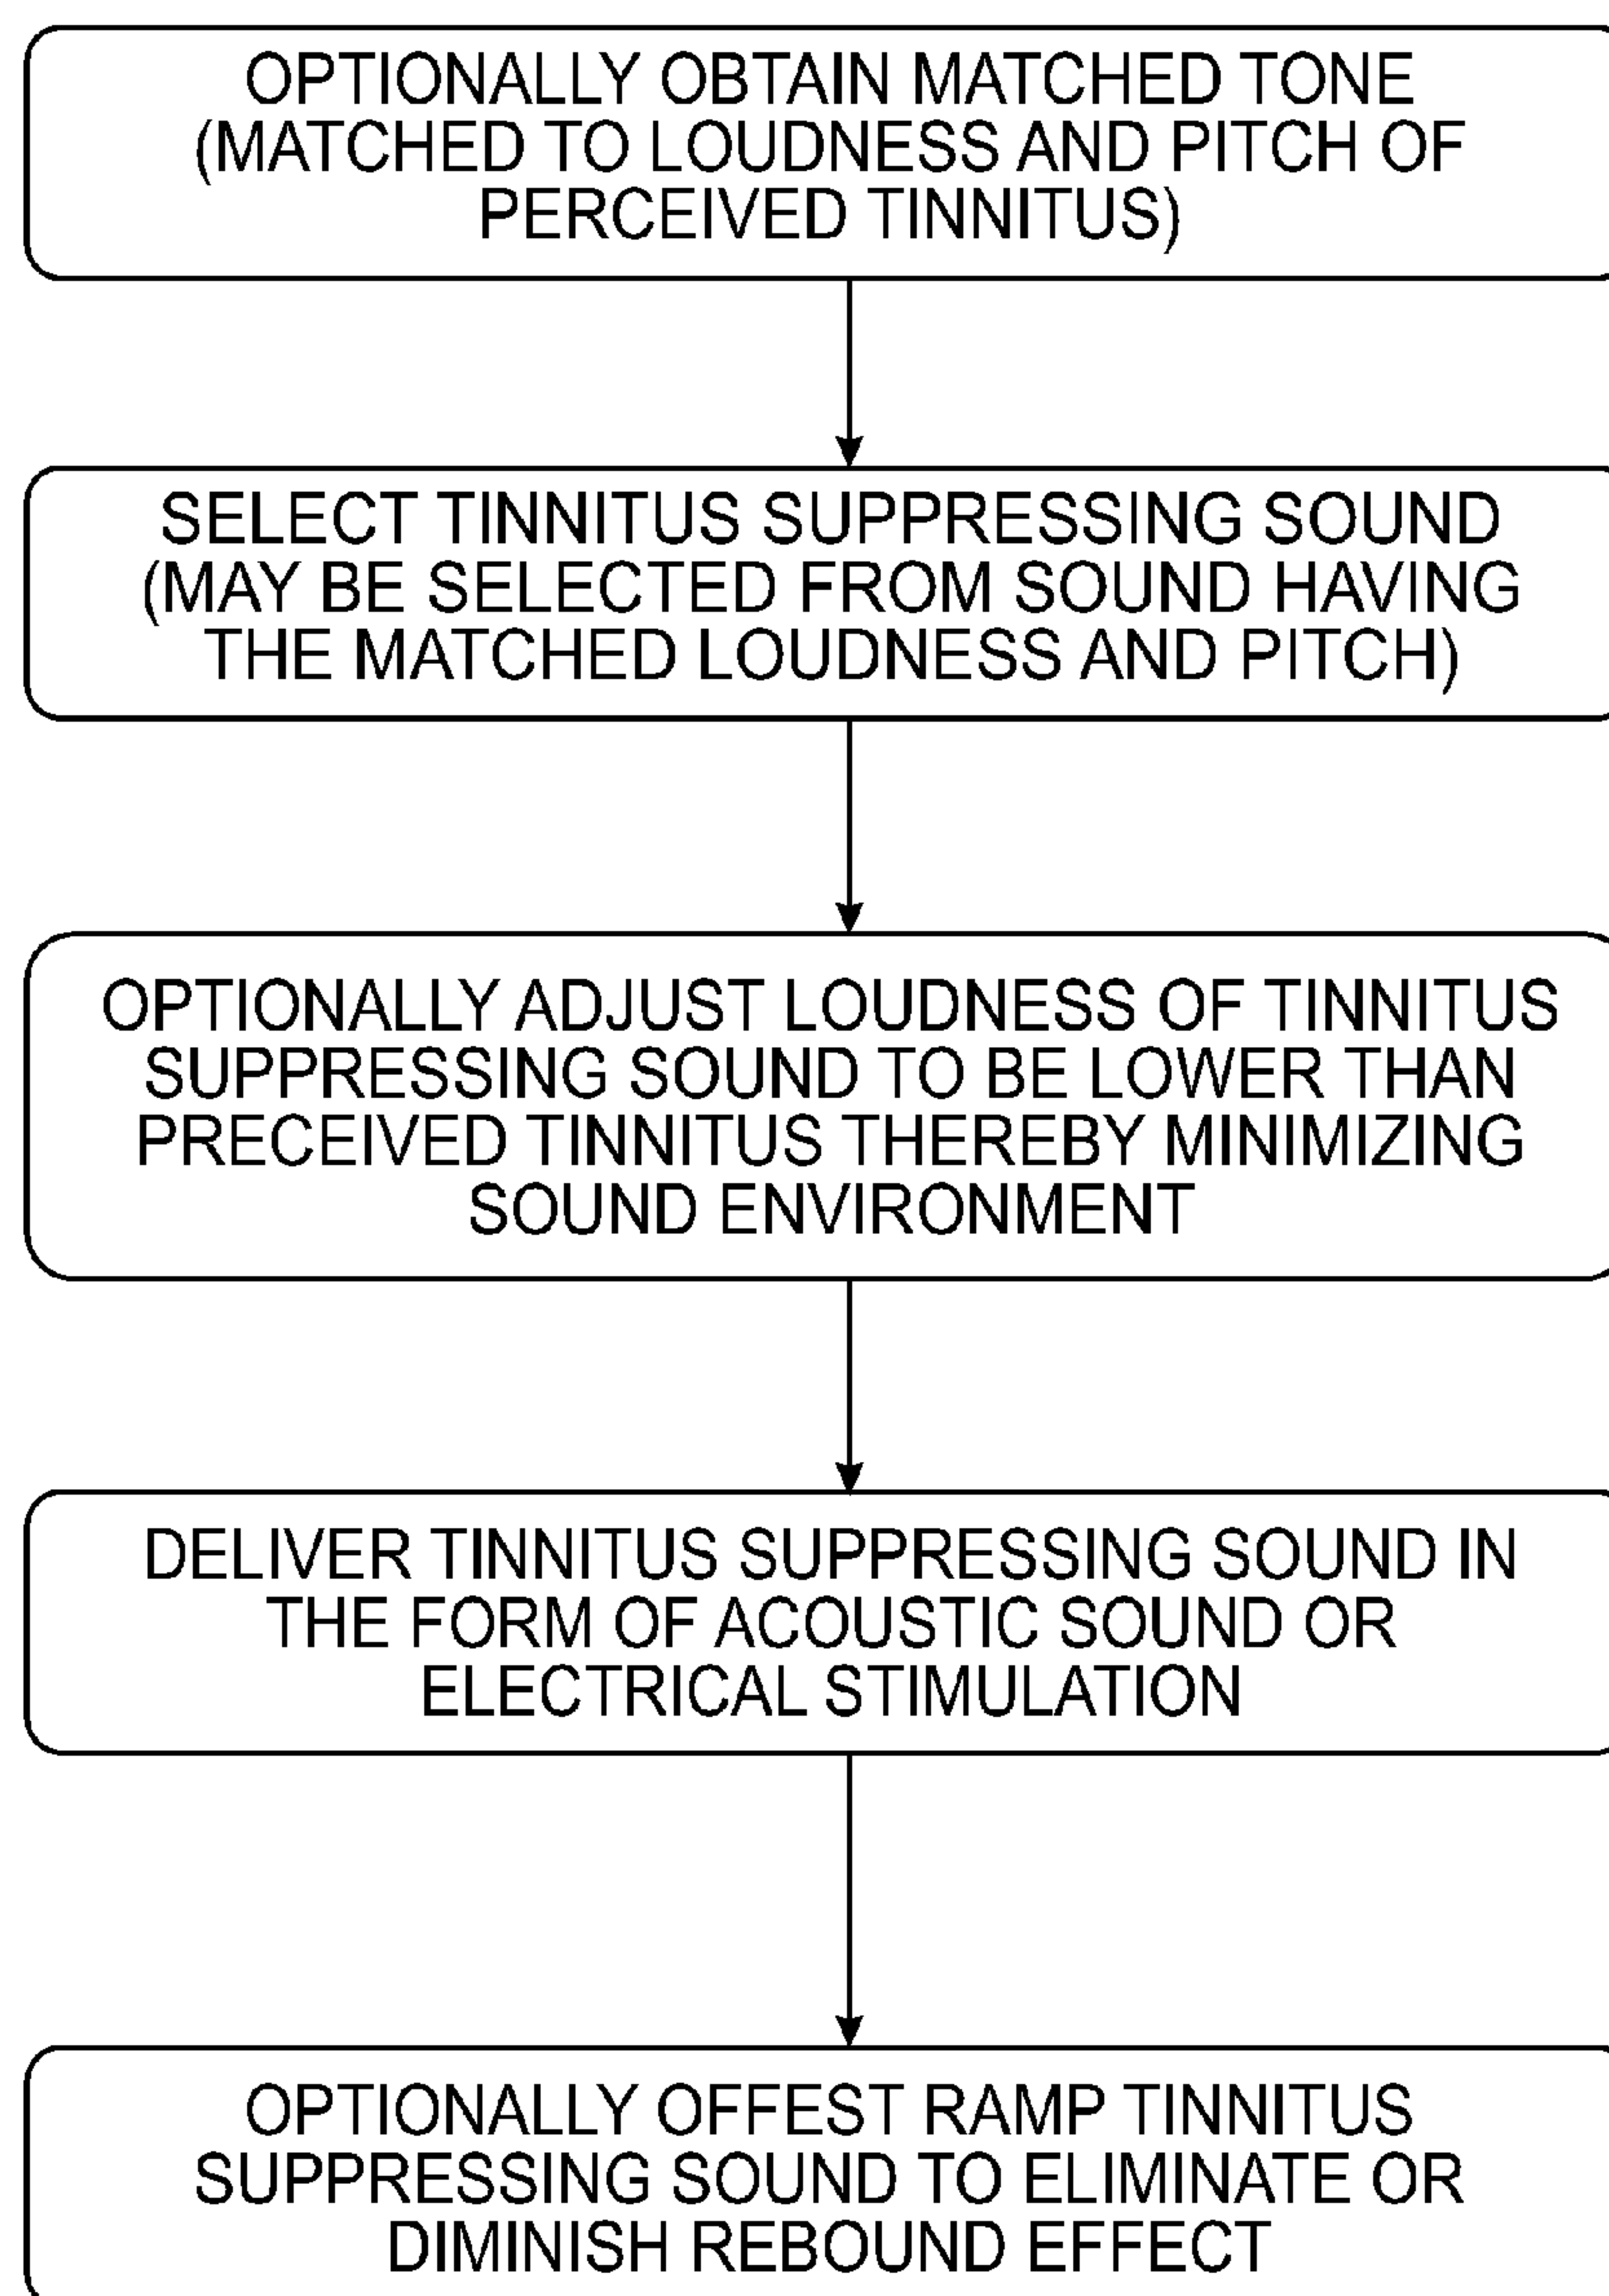 OPTIONALLY OBTAIN MATCHED TONE
(MATCHED TO LOUDNESS AND PITCH OF
PERCEIVED TINNITUS)
SELECT TINNITUS SUPPRESSING SOUND
(MAY BE SELECTED FROM SOUND HAVING
THE MATCHED LOUDNESS AND PITCH)
OPTIONALLY ADJUST LOUDNESS OF TINNITUS
SUPPRESSING SOUND TO BE LOWER THAN
PRECEIVED TINNITUS THEREBY MINIMIZING
SOUND ENVIRONMENT
DELIVER TINNITUS SUPPRESSING SOUND IN
THE FORM OF ACOUSTIC SOUND OR
ELECTRICAL STIMULATION
OPTIONALLY OFFEST RAMP TINNITUS
SUPPRESSING SOUND TO ELIMINATE OR
DIMINISH REBOUND EFFECT